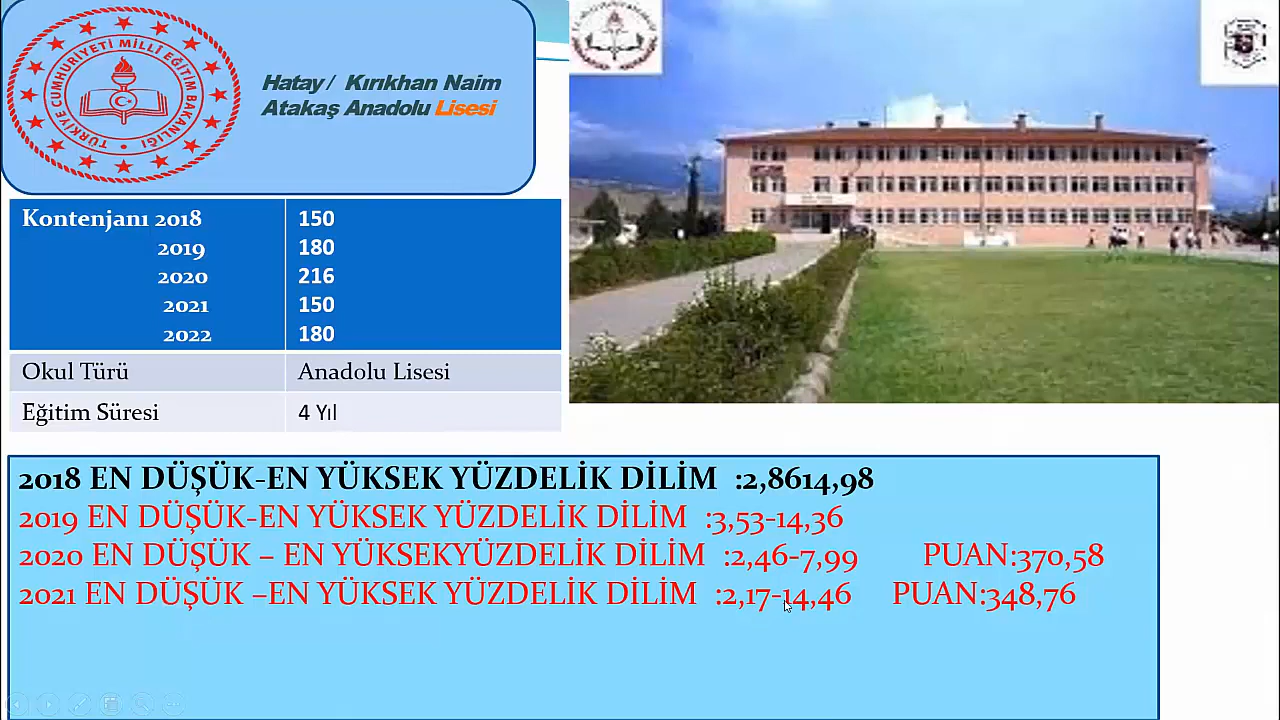 TÜRKİYE CUMHURİYETİ MİLLİ EĞİTİM BAKANLIĞI
Hatay / Kırıkhan Naim
Atakaş Anadolu Lisesi
Kontenjanı 2018 150
2019 180
2020 216
2021 150
2022 180
Okul Türü Anadolu Lisesi
Eğitim Süresi 4 Yıl
2018 EN DÜŞÜK-EN YÜKSEK YÜZDELİK DİLİM :2,8614,98
2019 EN DÜŞÜK-EN YÜKSEK YÜZDELİK DİLİM :3,53-14,36
2020 EN DÜŞÜK – EN YÜKSEKYÜZDELİK DİLİM :2,46-7,99 PUAN:370,58
2021 EN DÜŞÜK –EN YÜKSEK YÜZDELİK DİLİM :2,17-14,46 PUAN:348,76